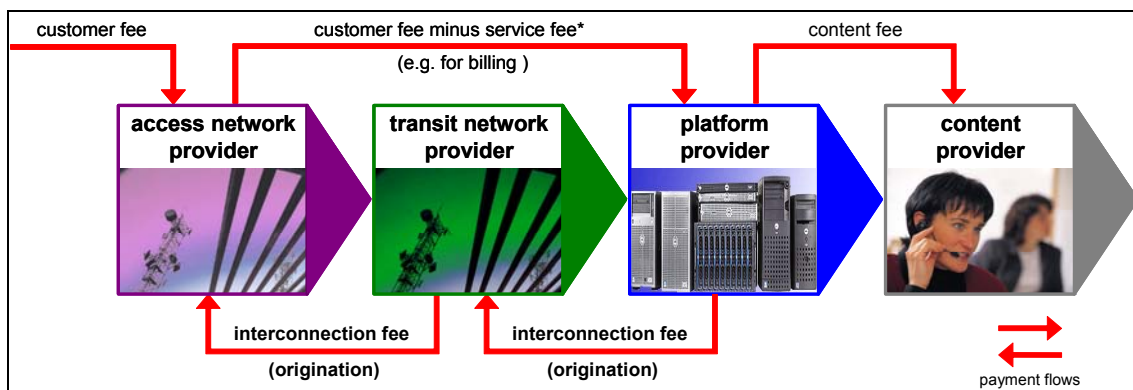 customer fee
customer fee minus service fee*
(e.g. for billing )
content fee
access network
provider
transit network
provider
platform
provider
content
provider
interconnection fee
(origination)
interconnection fee
(origination)
payment flows